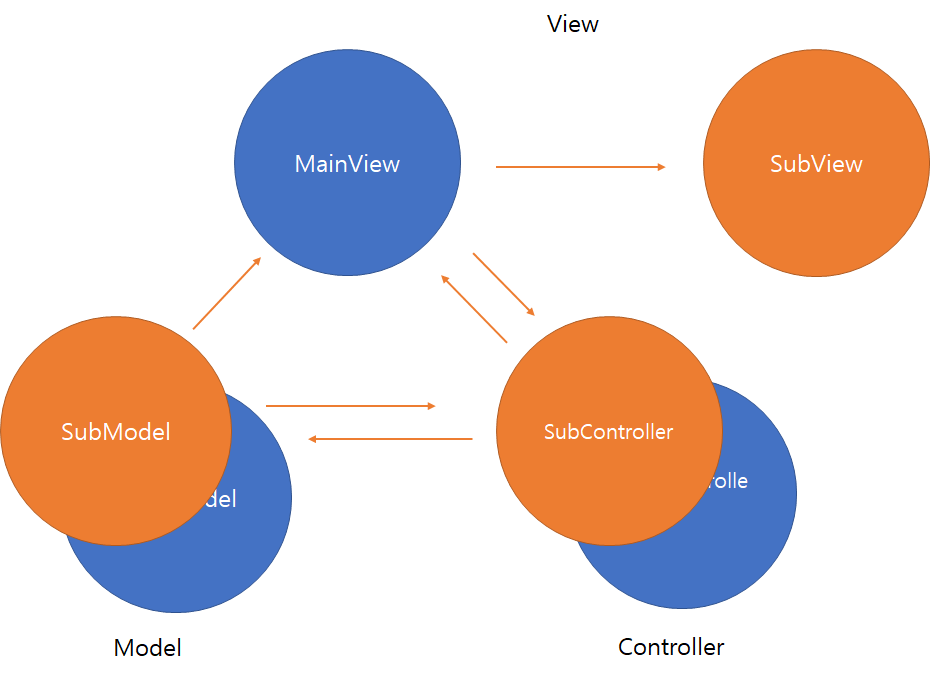 View
MainView
SubView
SubModel
SubController
Model
Controller